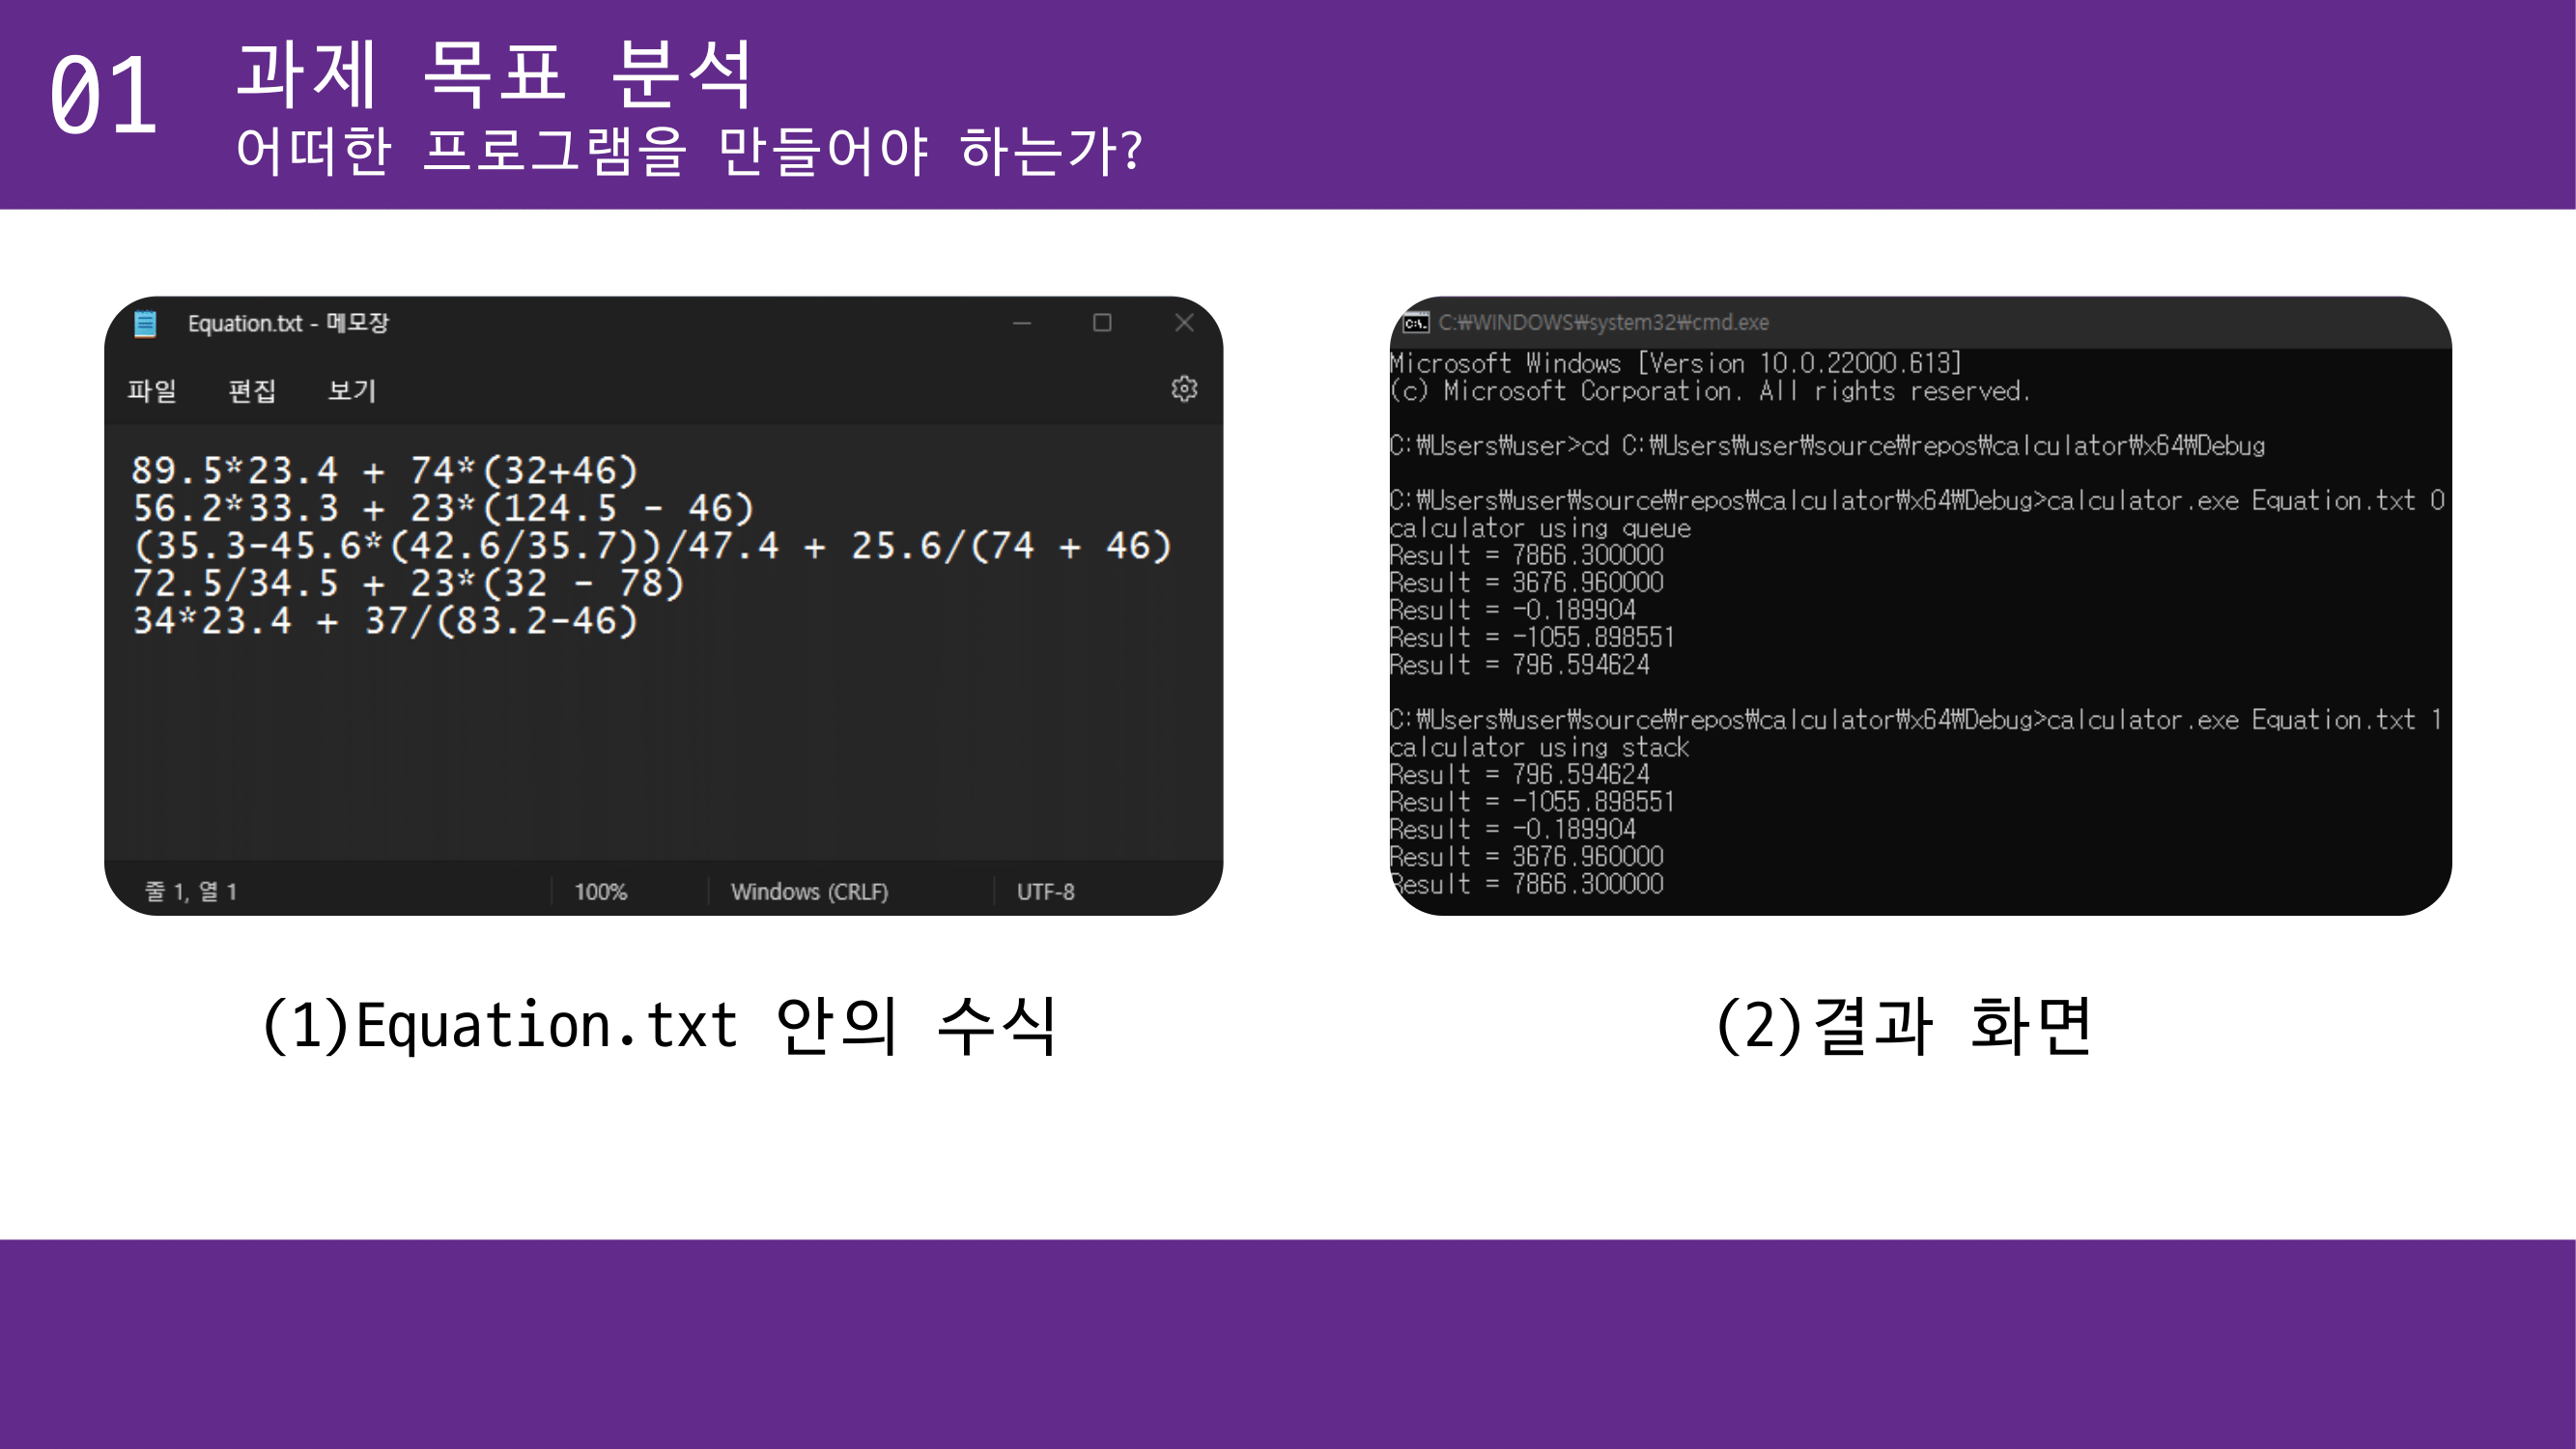 01
과제 목표 분석
어떠한 프로그램을 만들어야 하는가?
Equation.txt - 메모장
파일 편집 보기
89.5*23.4 + 74*(32+46)
56.2*33.3 + 23*(124.5 - 46)
(35.3-45.6*(42.6/35.7))/47.4 + 25.6/(74 + 46)
72.5/34.5 + 23*(32 - 78)
34*23.4 + 37/(83.2-46)
줄 1, 열 1 100% Windows (CRLF) UTF-8
(1)Equation.txt 안의 수식
C:₩WINDOWS₩system32₩cmd.exe
Microsoft Windows [Version 10.0.22000.613]
(c) Microsoft Corporation. All rights reserved.
C:₩Users₩user>cd C:₩Users₩user₩source₩repos₩calculator₩x64₩Debug
C:₩Users₩user₩source₩repos₩calculator₩x64₩Debug>calculator.exe Equation.txt 0
calculator using queue
Result = 7866.300000
Result = 3676.960000
Result = -0.189904
Result = -1055.898551
Result = 796.594624
C:₩Users₩user₩source₩repos₩calculator₩x64₩Debug>calculator.exe Equation.txt 1
calculator using stack
Result = 796.594624
Result = -1055.898551
Result = -0.189904
Result = 3676.960000
Result = 7866.300000
(2)결과 화면